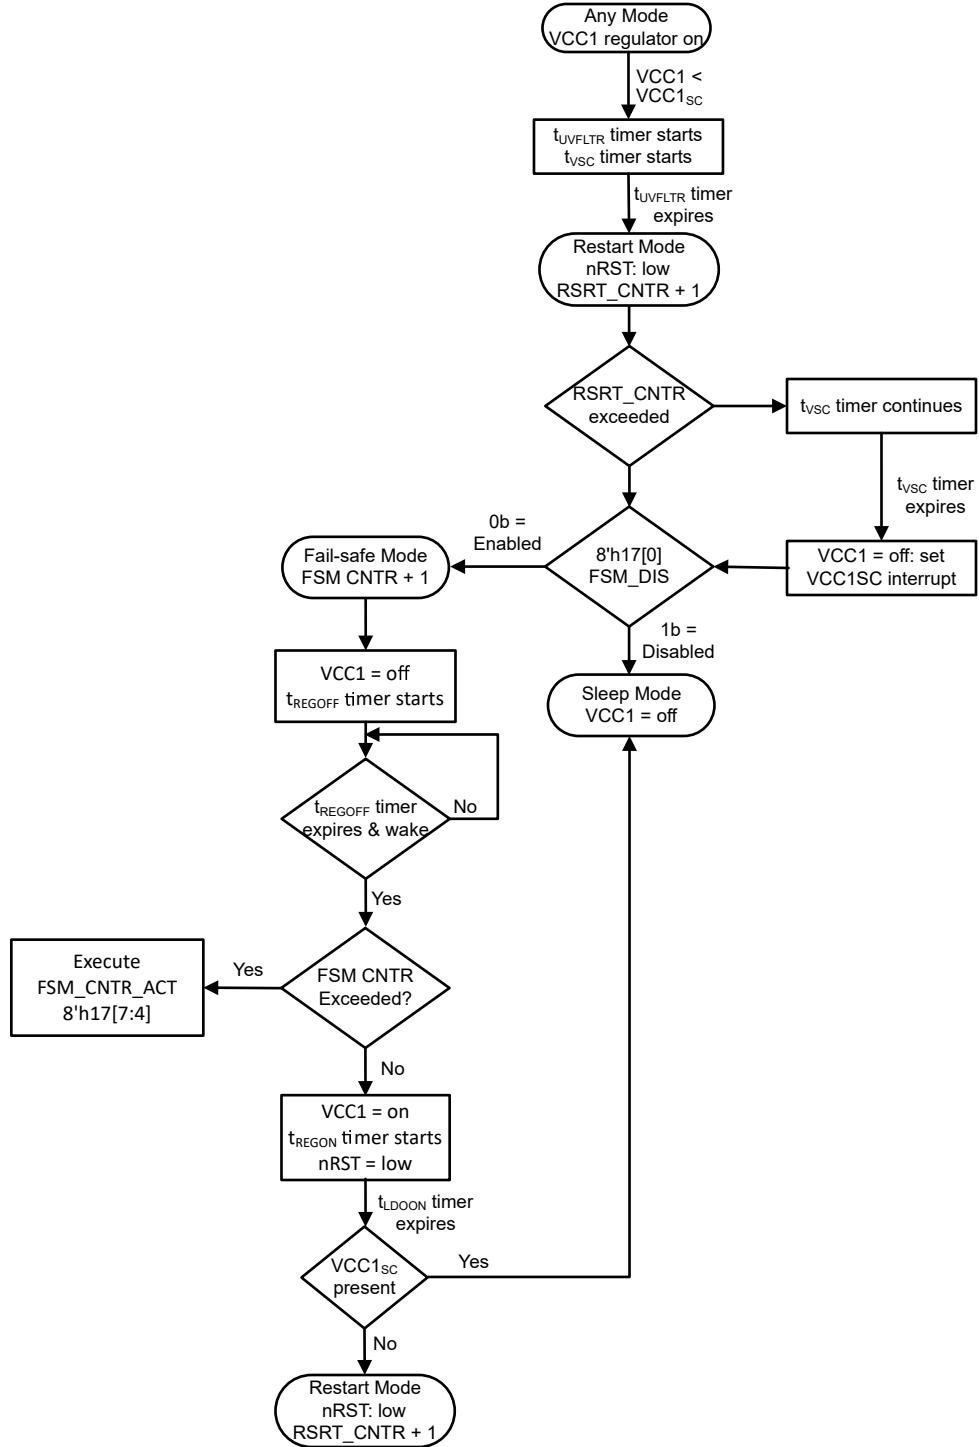 Any Mode
VCC1 regulator on
VCC1 <
VCC1SC
tUVFLTR timer starts
tVSC timer starts
tUVFLTR timer
expires
Restart Mode
nRST: low
RSRT_CNTR + 1
RSRT_CNTR
exceeded
tVSC timer continues
tVSC timer
expires
VCC1 = off: set
VCC1SC interrupt
8'h17[0]
FSM_DIS
0b =
Enabled
1b =
Disabled
Sleep Mode
VCC1 = off
Fail-safe Mode
FSM CNTR + 1
VCC1 = off
tREGOFF timer starts
tREGOFF timer
expires & wake
No
Yes
FSM CNTR
Exceeded?
Yes
Execute
FSM_CNTR_ACT
8'h17[7:4]
No
VCC1 = on
tREGON timer starts
nRST = low
tLDOON timer
expires
VCC1SC
present
Yes
No
Restart Mode
nRST: low
RSRT_CNTR + 1